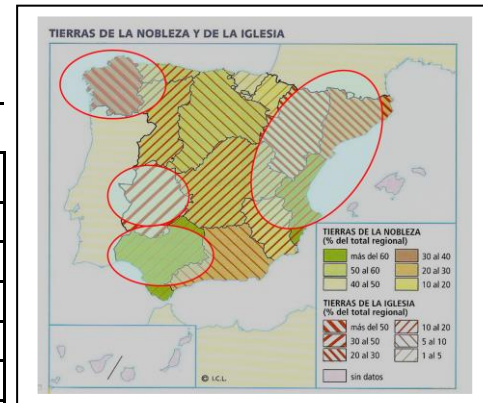 TIERRAS DE LA NOBLEZA Y DE LA IGLESIA
TIERRAS DE LA NOBLEZA
(% del total regional)
más del 60
50 al 60
40 al 50
30 al 40
20 al 30
10 al 20
TIERRAS DE LA IGLESIA
(% del total regional)
más del 50
30 al 50
20 al 30
10 al 20
5 al 10
1 al 5
sin datos
© I.C.L.